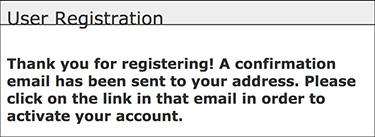 User Registration
Thank you for registering! A confirmation
email has been sent to your address. Please
click on the link in that email in order to
activate your account.